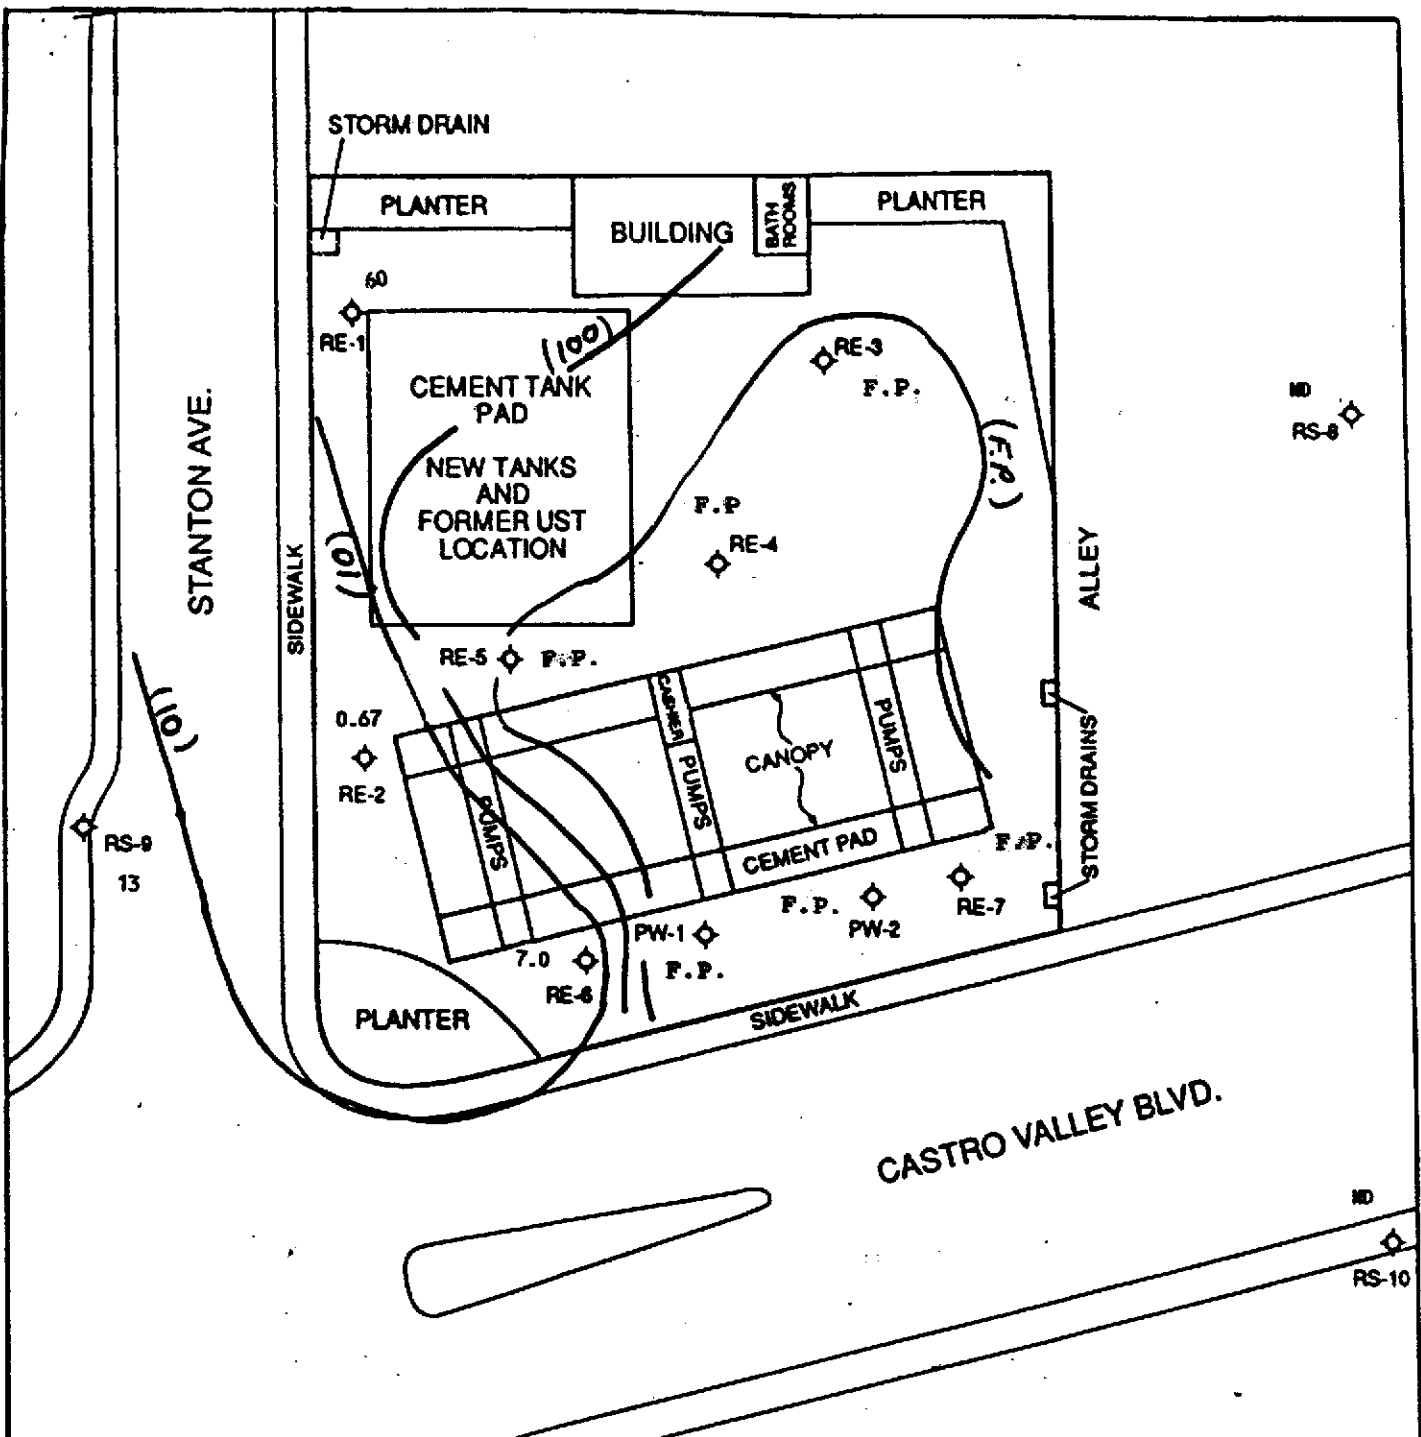 STORM DRAIN
PLANTER
BUILDING
BATH
ROOMS
PLANTER
60
RE-1
(100)
CEMENT TANK
PAD
NEW TANKS
AND
FORMER UST
LOCATION
RE-3
F.P.
(F.P.)
ND
RS-8
STANTON AVE.
SIDEWALK
(10)
F.P
RE-4
ALLEY
RE-5
F.P.
(10)
0.67
RE-2
CASHIER
PUMPS
PUMPS
PUMPS
CANOPY
CEMENT PAD
STORM DRAINS
RS-9
13
F.P.
RE-7
F.P.
PW-2
PW-1
F.P.
7.0
RE-6
PLANTER
SIDEWALK
CASTRO VALLEY BLVD.
ND
RS-10